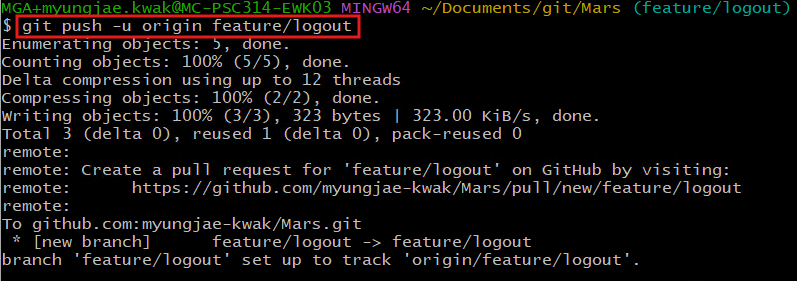 MGA+myungjae.kwak@MC-PSC314-EWK03 MINGW64 ~/Documents/git/Mars (feature/logout)
$ git push -u origin feature/logout
Enumerating objects: 5, done.
Counting objects: 100% (5/5), done.
Delta compression using up to 12 threads
Compressing objects: 100% (2/2), done.
Writing objects: 100% (3/3), 323 bytes | 323.00 KiB/s, done.
Total 3 (delta 0), reused 1 (delta 0), pack-reused 0
remote:
remote: Create a pull request for 'feature/logout' on GitHub by visiting:
remote:      https://github.com/myungjae-kwak/Mars/pull/new/feature/logout
remote:
To github.com:myungjae-kwak/Mars.git
 * [new branch]      feature/logout -> feature/logout
branch 'feature/logout' set up to track 'origin/feature/logout'.